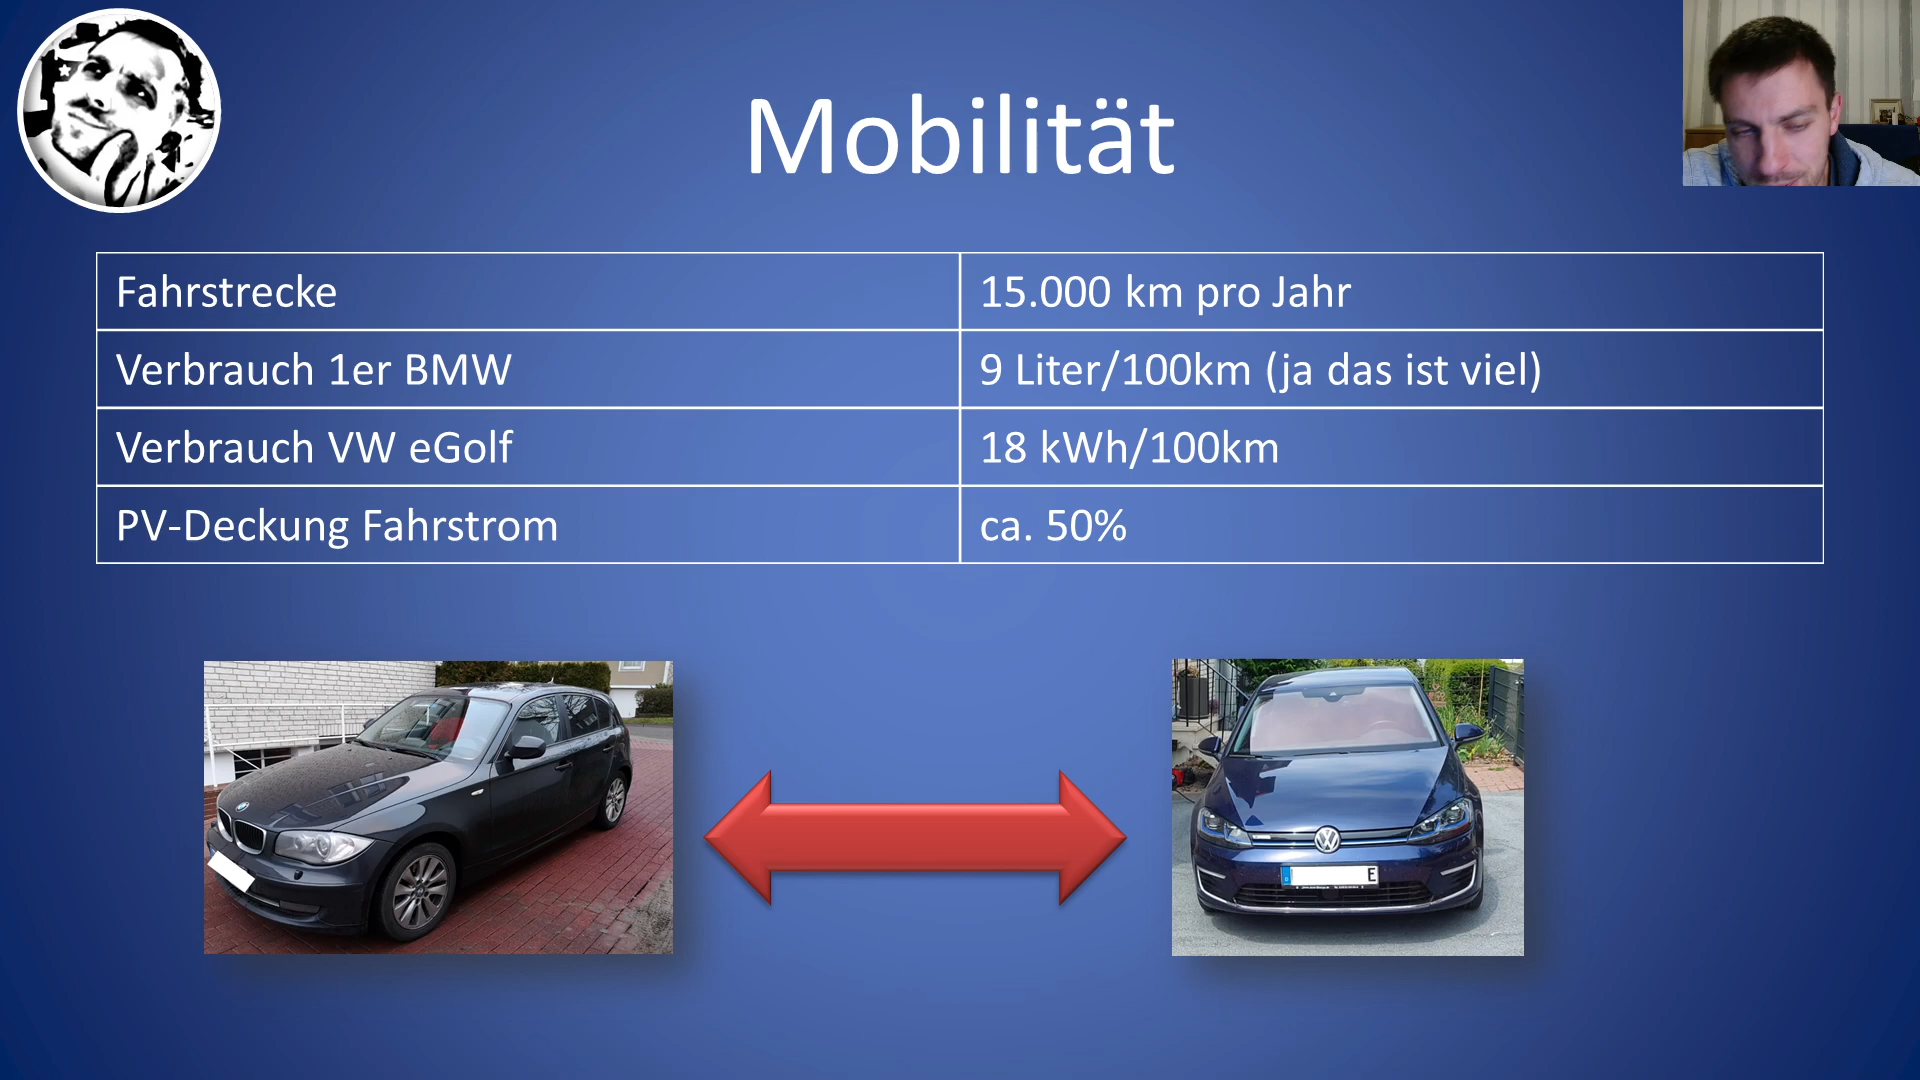 Mobilität
Fahrstrecke 15.000 km pro Jahr
Verbrauch 1er BMW 9 Liter/100km (ja das ist viel)
Verbrauch VW eGolf 18 kWh/100km
PV-Deckung Fahrstrom ca. 50%
E